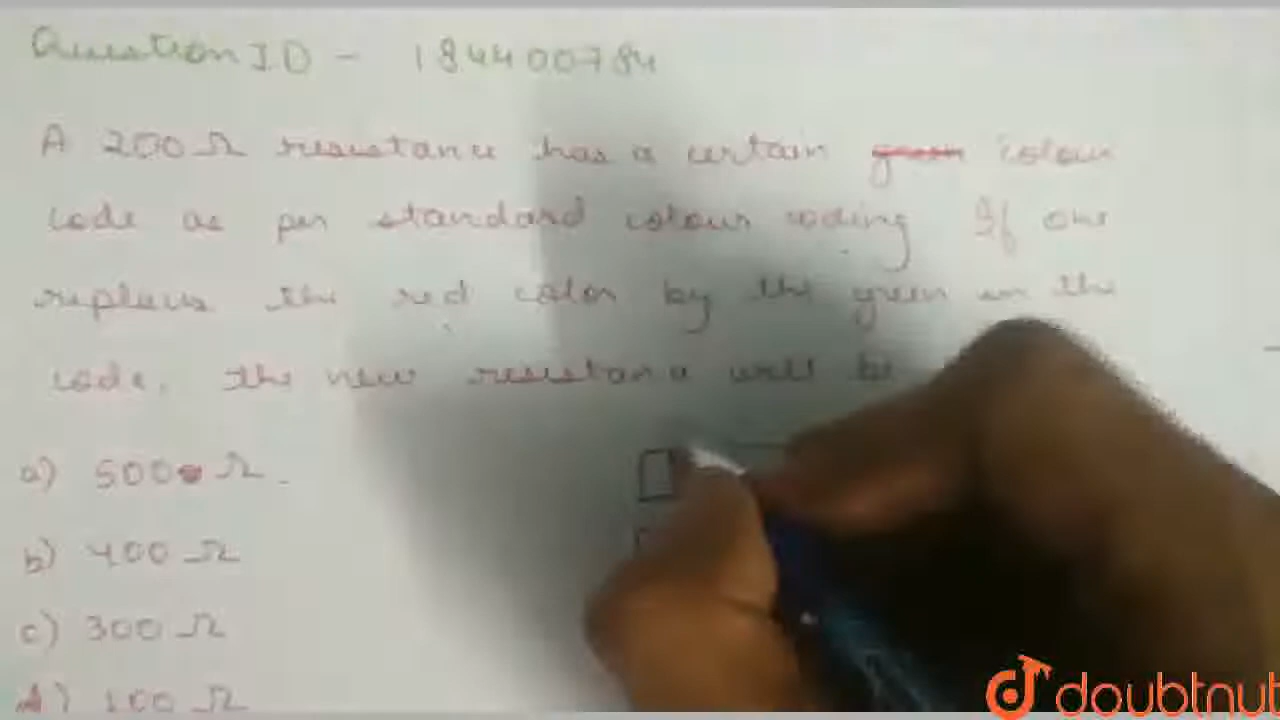 Question ID - 184400784
A 200 Ω resistance has a certain colour
code as per standard colour coding If one
replaces the red color by the green in the
code. the new resistance will be
a) 500 Ω.
b) 400 Ω
c) 300 Ω
d) 100 Ω
doubtnut